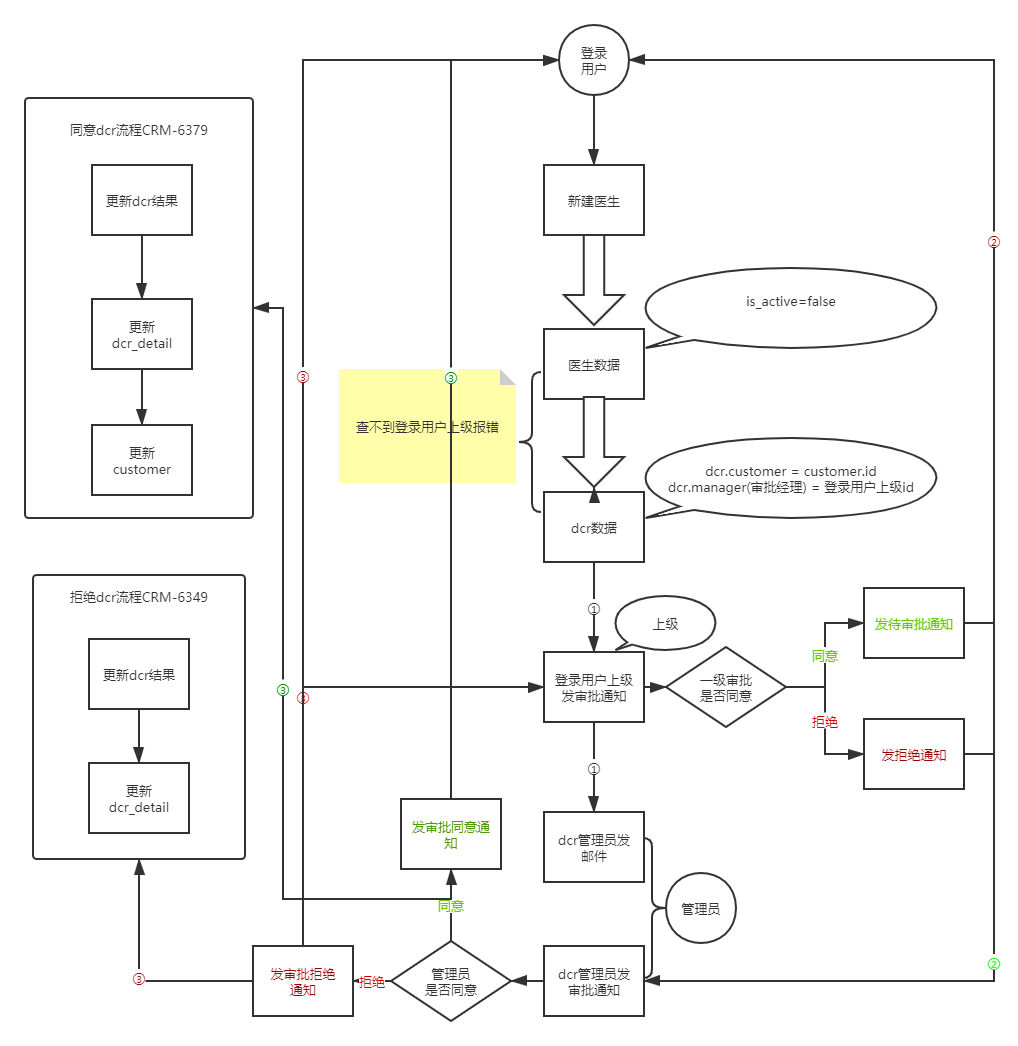 登录
用户
同意dcr流程CRM-6379
更新dcr结果
新建医生
②
is_active=false
更新
dcr_detail
医生数据
③
③
查不到登录用户上级报错
更新
customer
dcr.customer = customer.id
dcr.manager(审批经理) = 登录用户上级id
dcr数据
拒绝dcr流程CRM-6349
①
上级
发待审批通知
更新dcr结果
同意
登录用户上级
发审批通知
一级审批
是否同意
③
③
拒绝
发拒绝通知
①
更新
dcr_detail
发审批同意通
知
dcr管理员发
邮件
同意
管理员
②
③
发审批拒绝
通知
拒绝
管理员
是否同意
dcr管理员发
审批通知